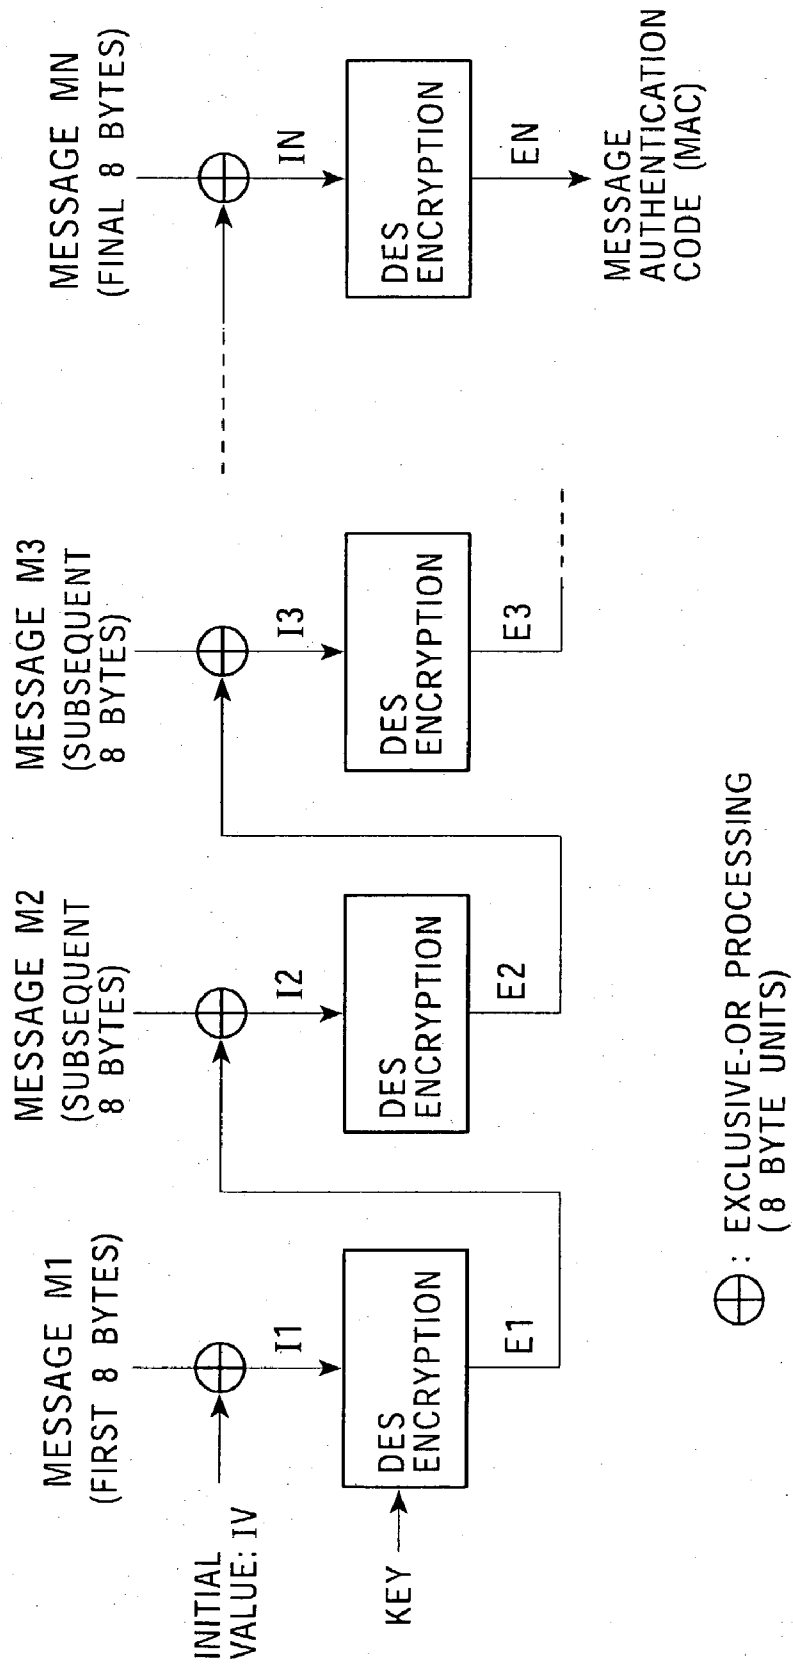 MESSAGE M1
(FIRST 8 BYTES)
MESSAGE M2
(SUBSEQUENT
8 BYTES)
MESSAGE M3
(SUBSEQUENT
8 BYTES)
MESSAGE MN
(FINAL 8 BYTES)
INITIAL
VALUE: IV
I1
I2
I3
IN
KEY
DES
ENCRYPTION
DES
ENCRYPTION
DES
ENCRYPTION
DES
ENCRYPTION
E1
E2
E3
EN
MESSAGE
AUTHENTICATION
CODE (MAC)
: EXCLUSIVE-OR PROCESSING
( 8 BYTE UNITS)